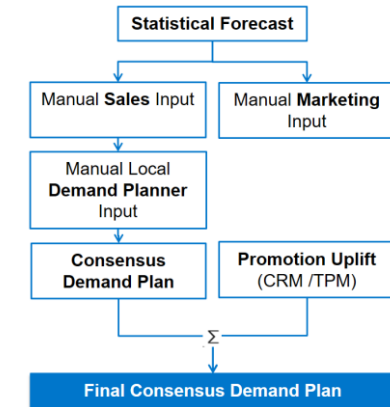 Statistical Forecast
Manual Sales Input
Manual Marketing
Input
Manual Local
Demand Planner
Input
Consensus
Demand Plan
Promotion Uplift
(CRM /TPM)
Σ
Final Consensus Demand Plan